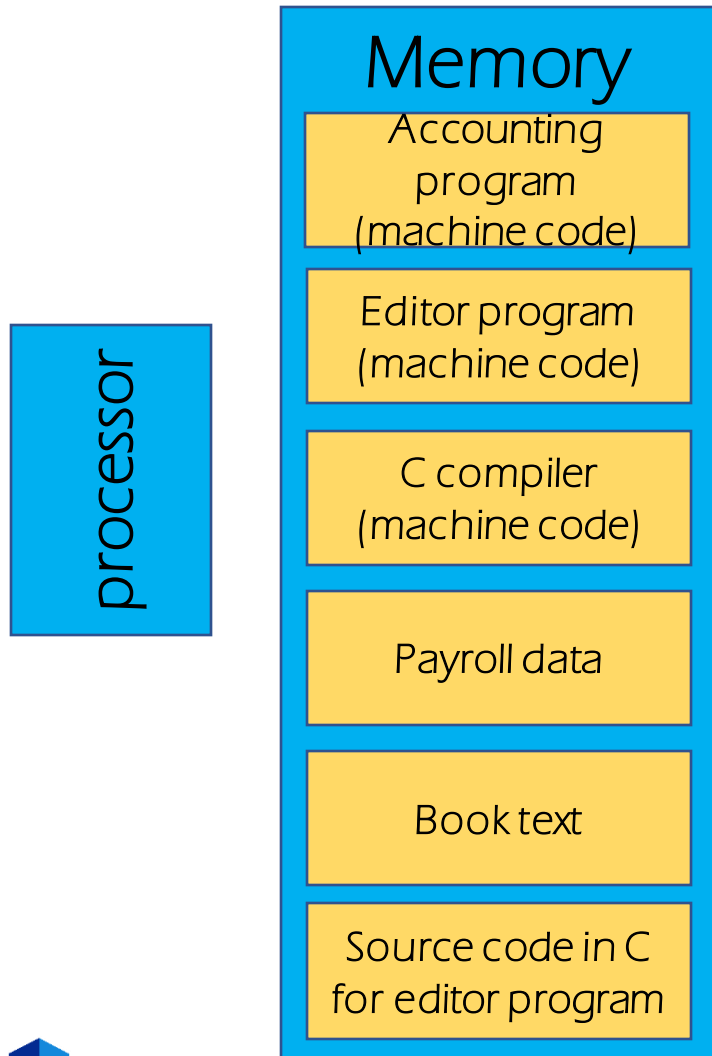 Memory
Accounting
program
(machine code)
Editor program
(machine code)
processor
C compiler
(machine code)
Payroll data
Book text
Source code in C
for editor program